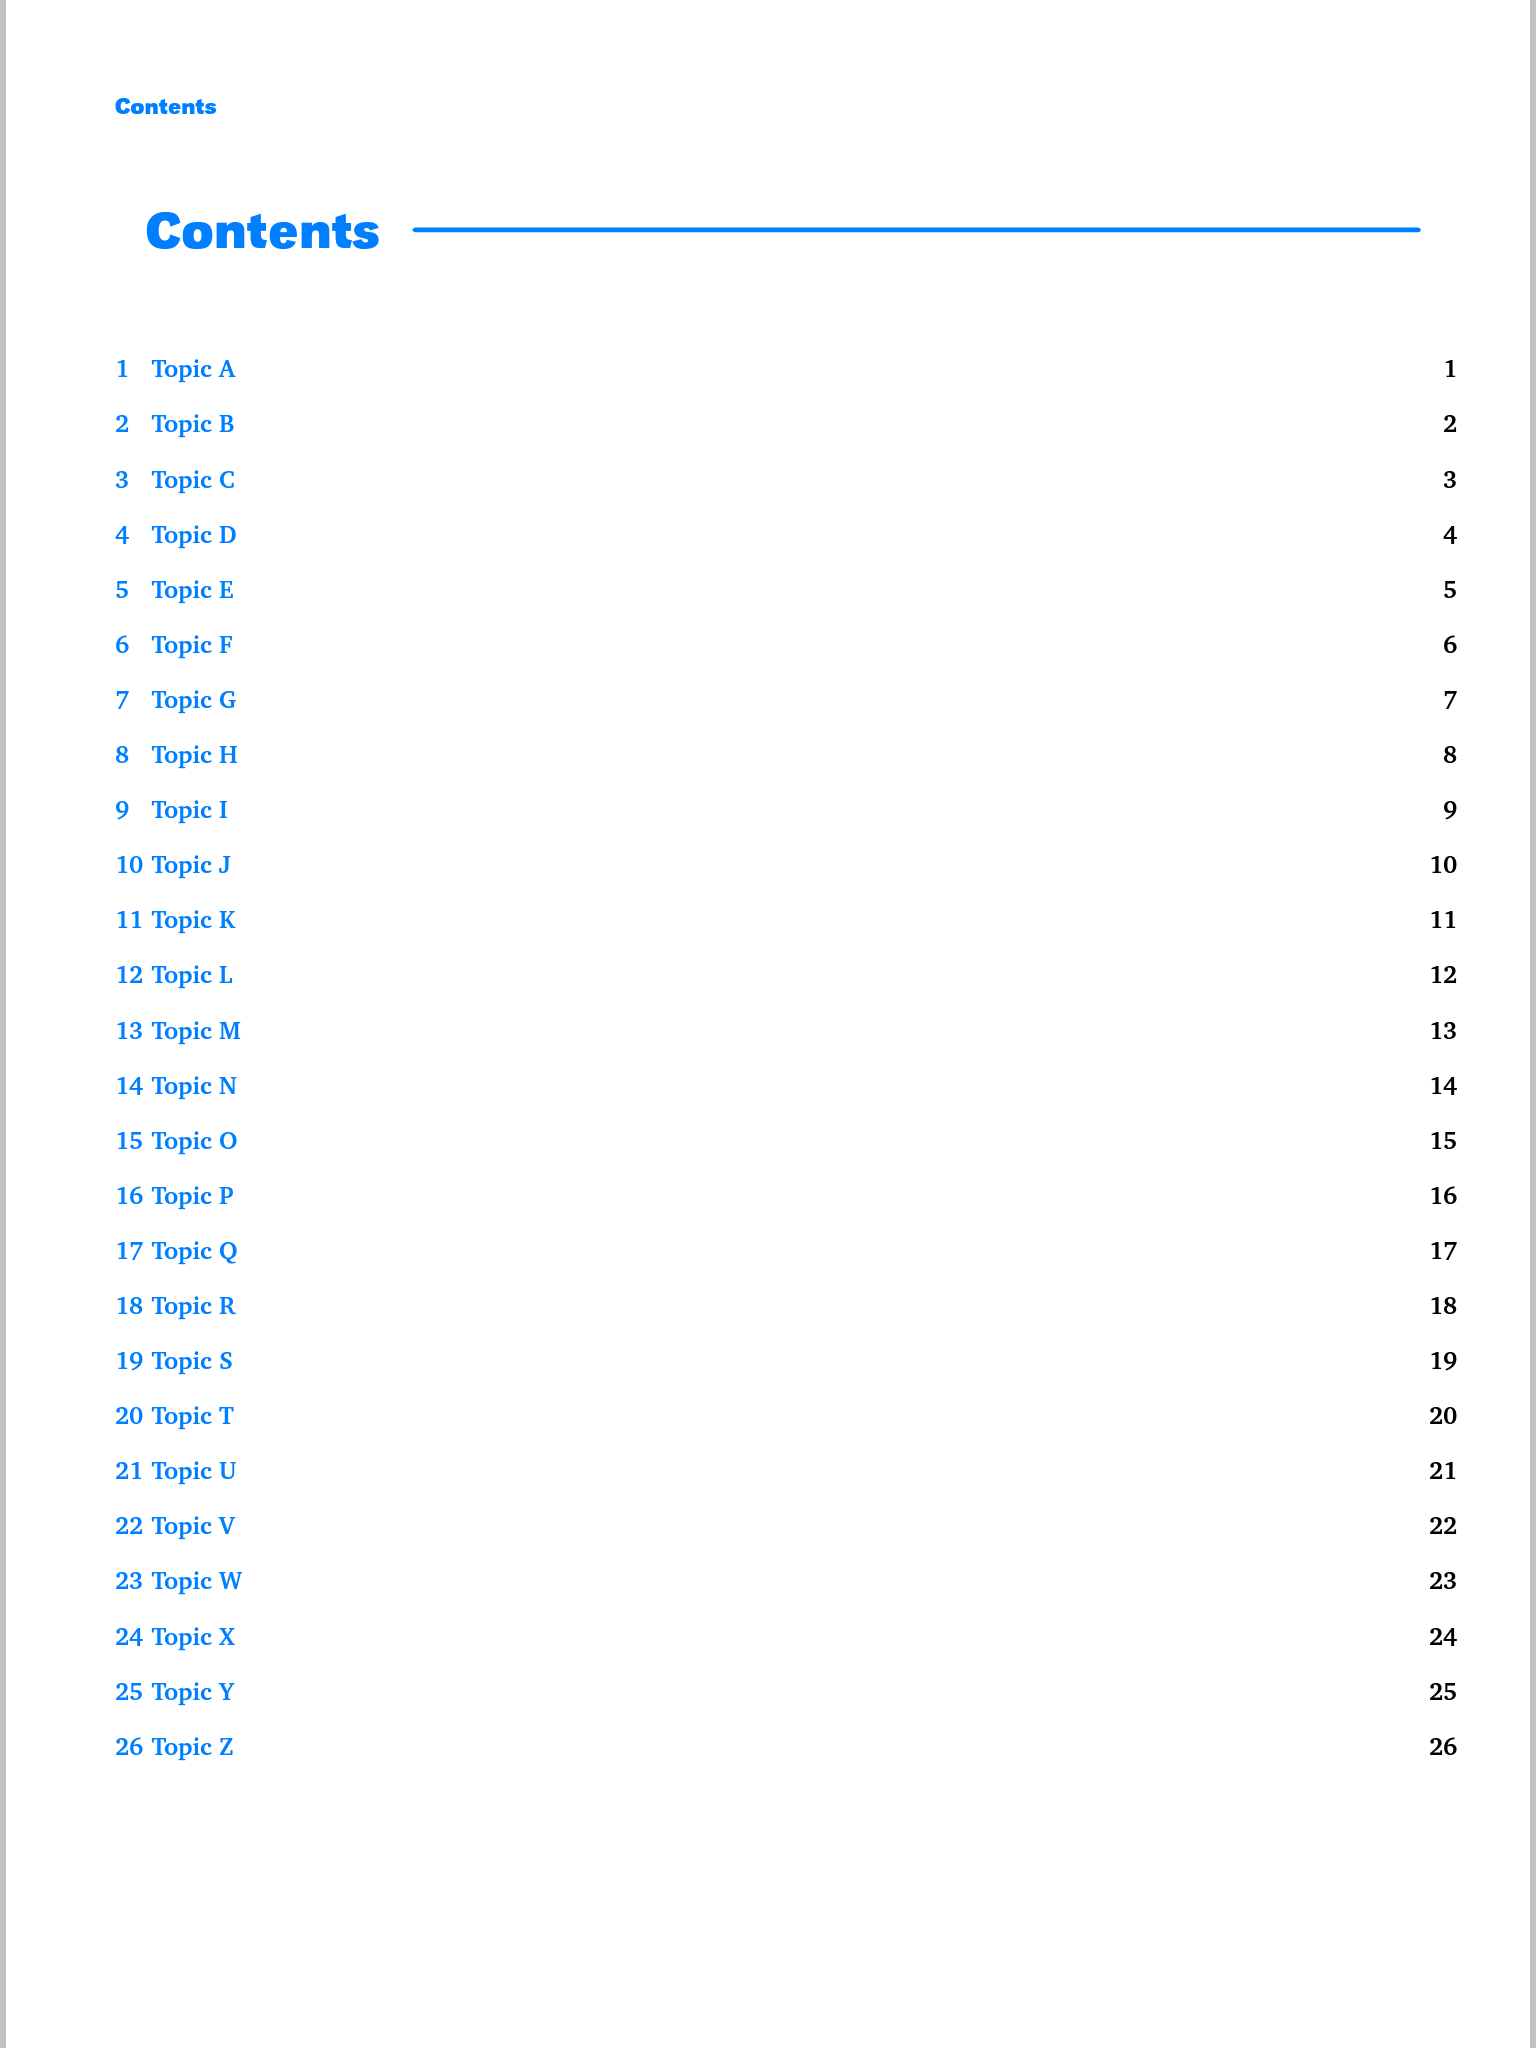 Contents
Contents
1 Topic A 1
2 Topic B 2
3 Topic C 3
4 Topic D 4
5 Topic E 5
6 Topic F 6
7 Topic G 7
8 Topic H 8
9 Topic I 9
10 Topic J 10
11 Topic K 11
12 Topic L 12
13 Topic M 13
14 Topic N 14
15 Topic O 15
16 Topic P 16
17 Topic Q 17
18 Topic R 18
19 Topic S 19
20 Topic T 20
21 Topic U 21
22 Topic V 22
23 Topic W 23
24 Topic X 24
25 Topic Y 25
26 Topic Z 26